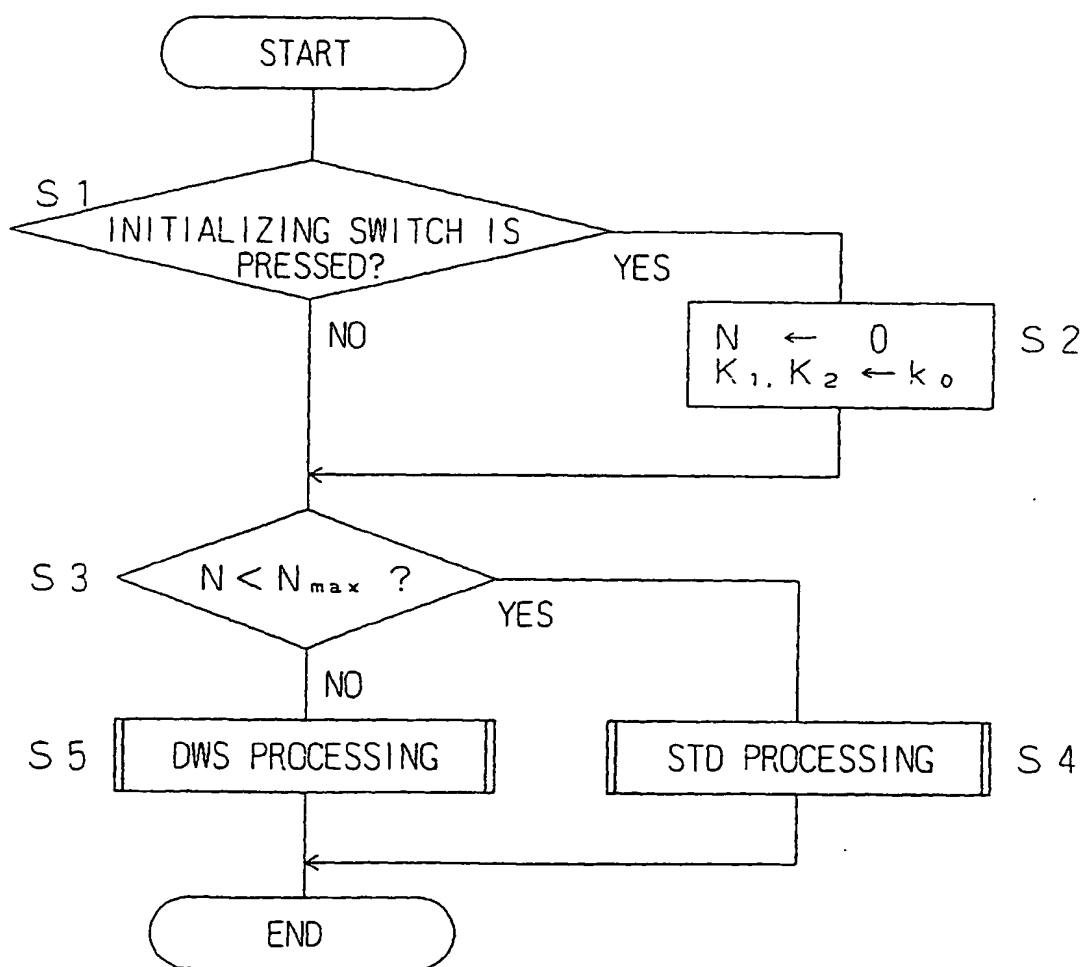 START
S 1
INITIALIZING SWITCH IS
PRESSED?
YES
NO
N ← 0
K₁, K₂ ← k₀
S 2
S 3
N < Nₘₐₓ ?
YES
NO
S 5
DWS PROCESSING
STD PROCESSING
S 4
END